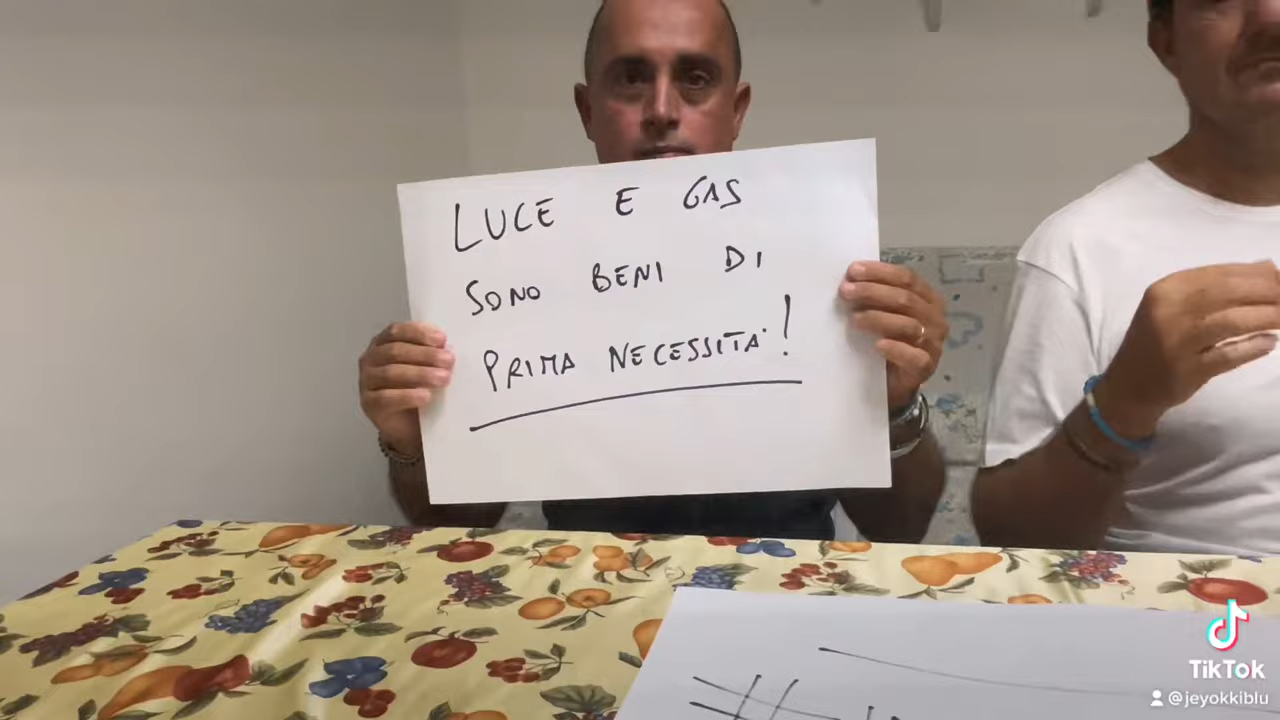 LUCE E GAS
SONO BENI DI
PRIMA NECESSITA'!
#
TikTok
@jeyokkiblu